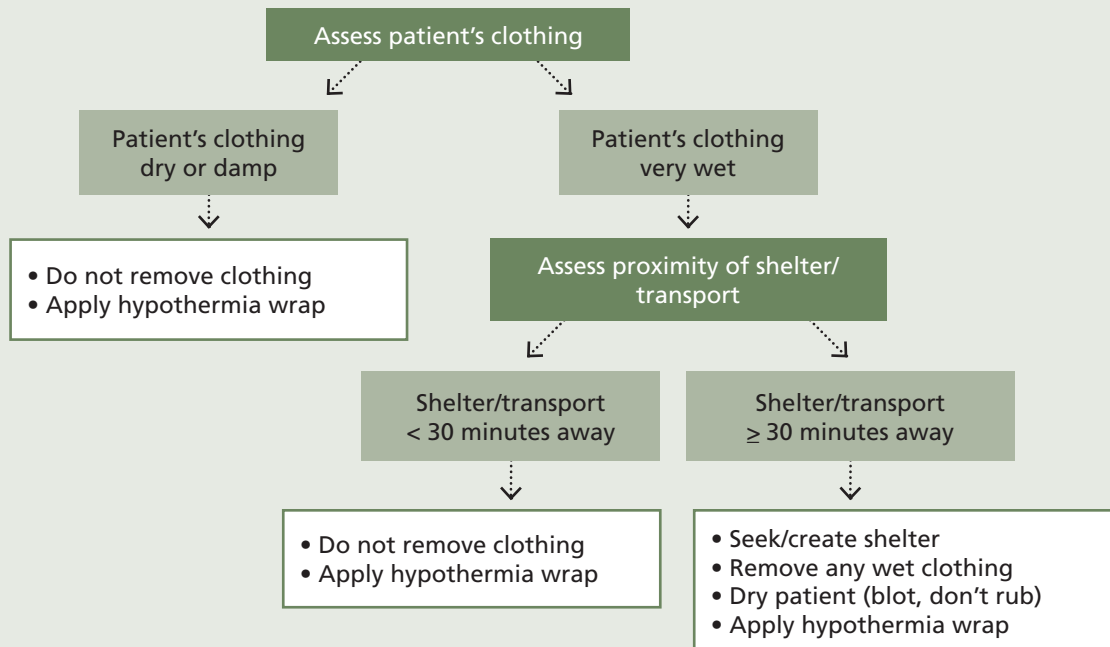 Assess patient’s clothing
Patient’s clothing
dry or damp
Patient’s clothing
very wet
• Do not remove clothing
• Apply hypothermia wrap
Assess proximity of shelter/
transport
Shelter/transport
< 30 minutes away
Shelter/transport
≥ 30 minutes away
• Do not remove clothing
• Apply hypothermia wrap
• Seek/create shelter
• Remove any wet clothing
• Dry patient (blot, don’t rub)
• Apply hypothermia wrap